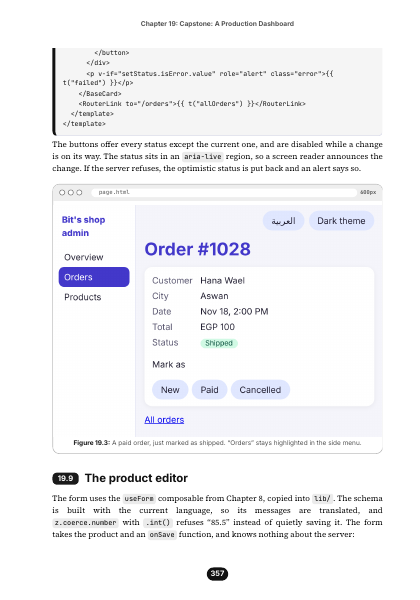 Chapter 19: Capstone: A Production Dashboard
</button>
</div>
<p v-if="setStatus.isError.value" role="alert" class="error">{{
t("failed") }}</p>
</BaseCard>
<RouterLink to="/orders">{{ t("allOrders") }}</RouterLink>
</template>
</template>
The buttons offer every status except the current one, and are disabled while a change
is on its way. The status sits in an aria-live region, so a screen reader announces the
change. If the server refuses, the optimistic status is put back and an alert says so.
page.html 600px
Bit's shop
admin
Overview
Orders
Products
العربية Dark theme
Order #1028
Customer Hana Wael
City Aswan
Date Nov 18, 2:00 PM
Total EGP 100
Status Shipped
Mark as
New Paid Cancelled
All orders
Figure 19.3: A paid order, just marked as shipped. “Orders” stays highlighted in the side menu.
19.9 The product editor
The form uses the useForm composable from Chapter 8, copied into lib/. The schema
is built with the current language, so its messages are translated, and
z.coerce.number with .int() refuses “85.5” instead of quietly saving it. The form
takes the product and an onSave function, and knows nothing about the server:
357